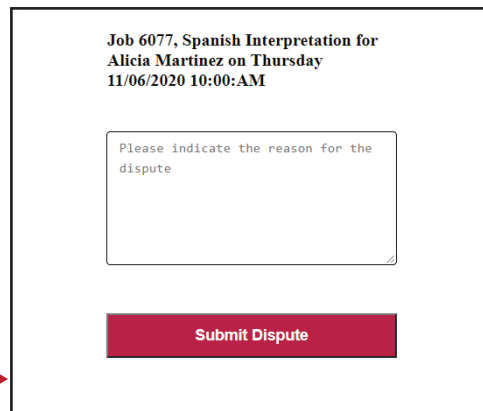 Job 6077, Spanish Interpretation for
Alicia Martinez on Thursday
11/06/2020 10:00:AM
Please indicate the reason for the
dispute
Submit Dispute